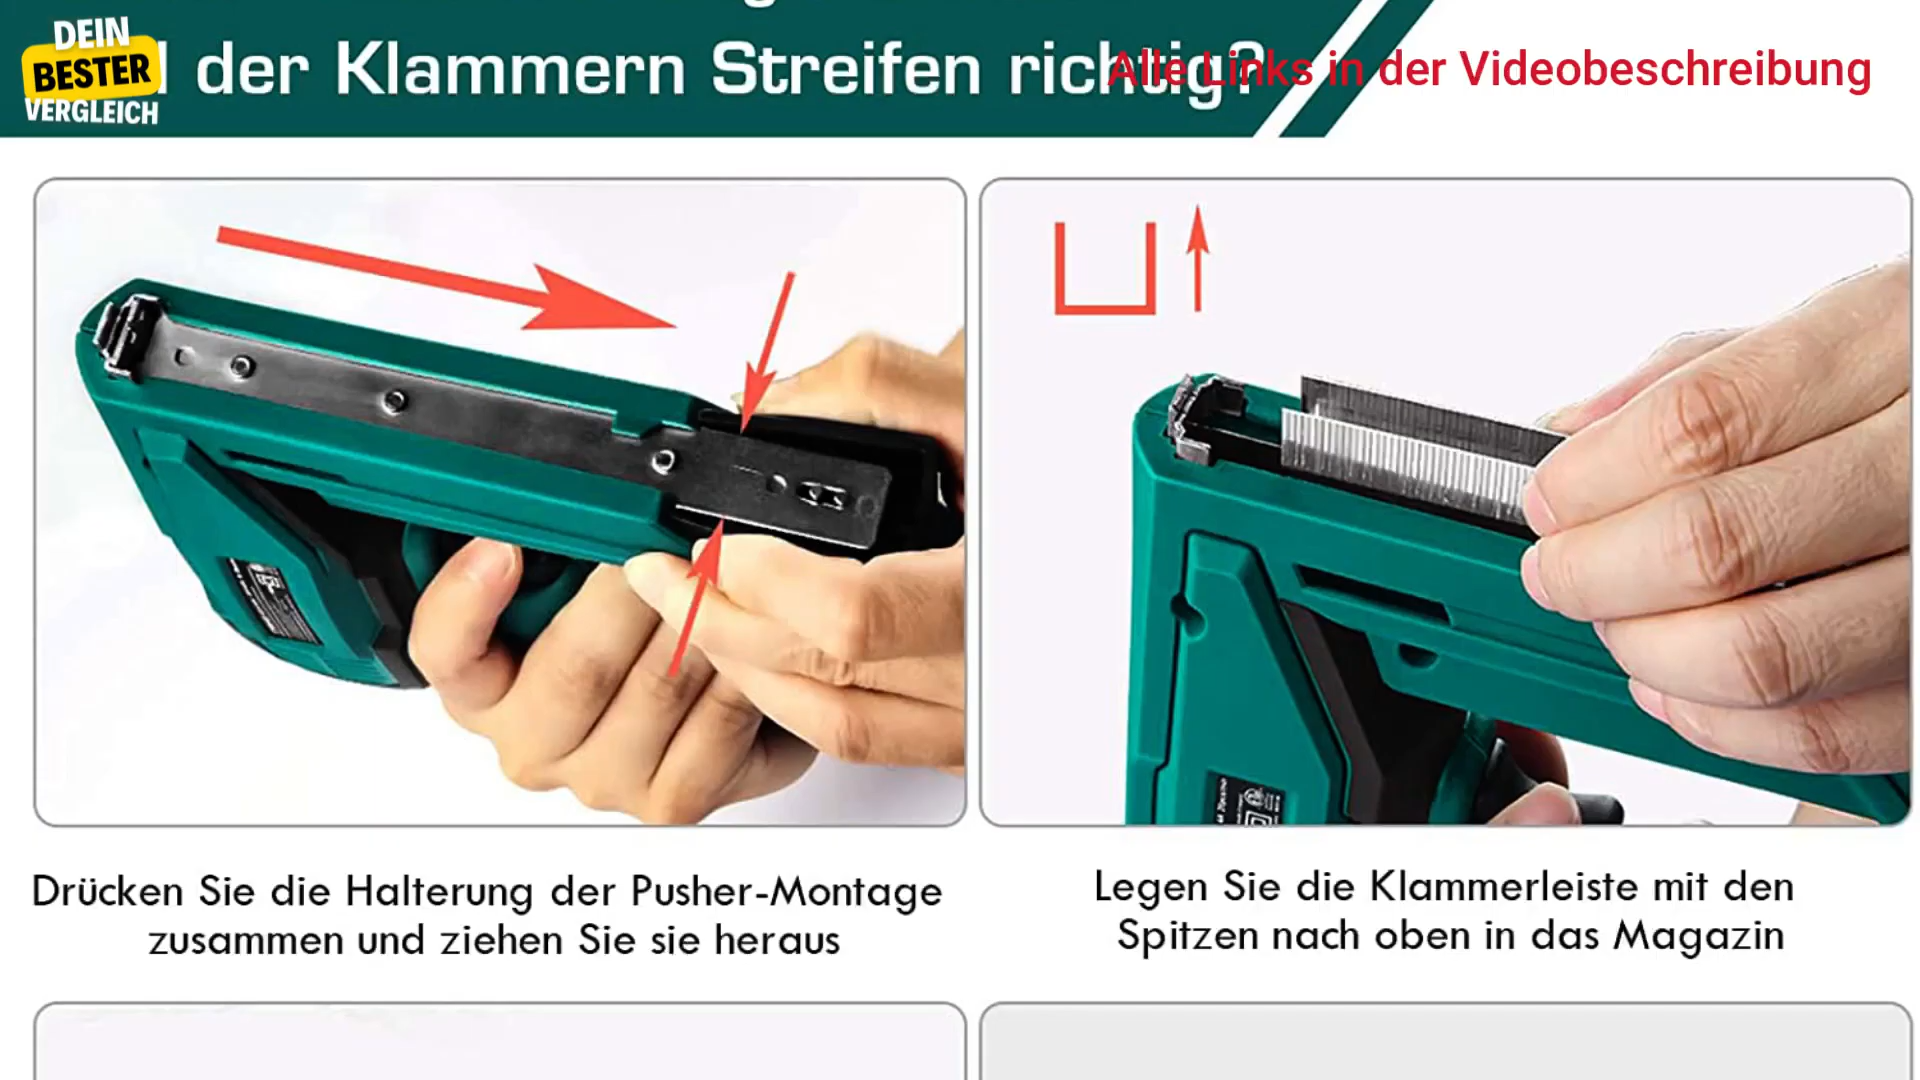 DEIN
BESTER
VERGLEICH
der Klammern Streifen richtig?
Alle Links in der Videobeschreibung
Drücken Sie die Halterung der Pusher-Montage
zusammen und ziehen Sie sie heraus
Legen Sie die Klammerleiste mit den
Spitzen nach oben in das Magazin